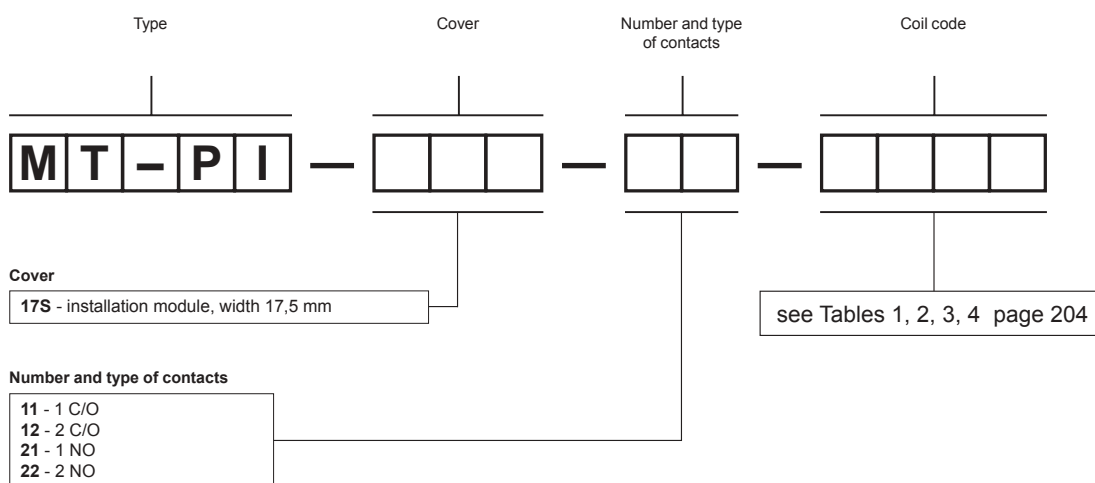 Type
Cover
Number and type
of contacts
Coil code
MT-PI — —  —
Cover
17S - installation module, width 17,5 mm
see Tables 1, 2, 3, 4 page 204
Number and type of contacts
11 - 1 C/O
12 - 2 C/O
21 - 1 NO
22 - 2 NO